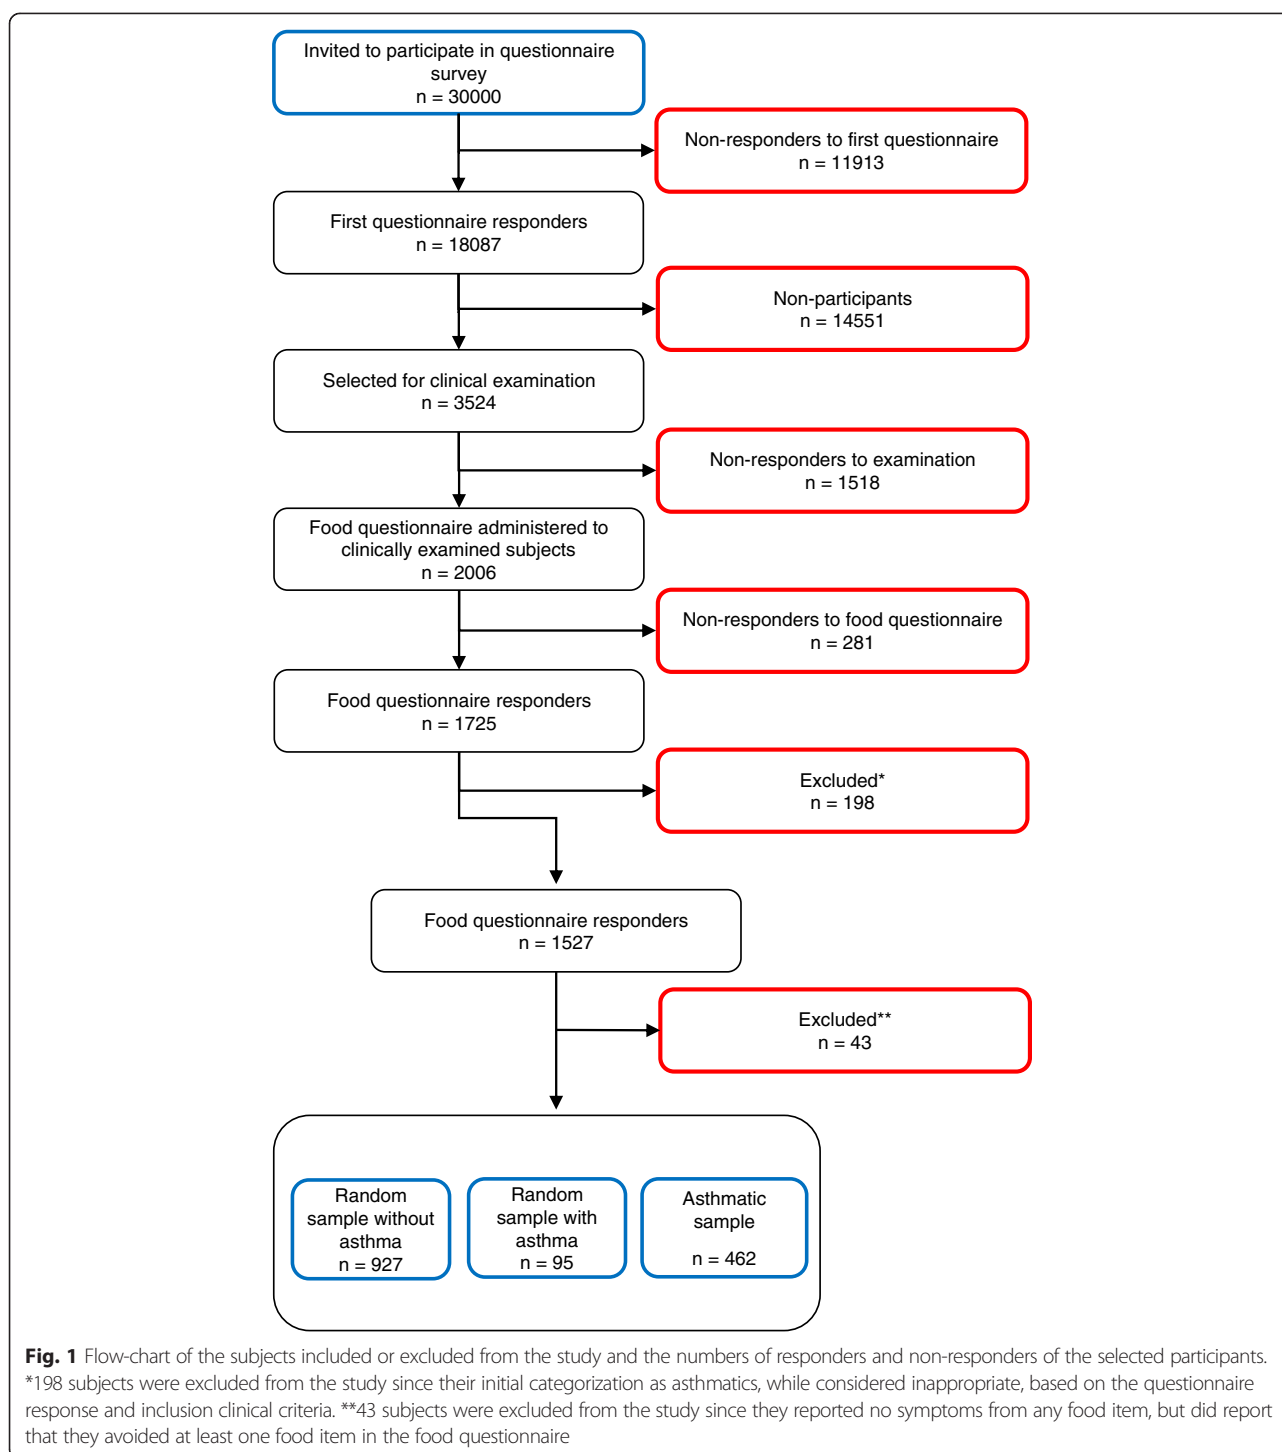 Invited to participate in questionnaire
survey
n = 30000
Non-responders to first questionnaire
n = 11913
First questionnaire responders
n = 18087
Non-participants
n = 14551
Selected for clinical examination
n = 3524
Non-responders to examination
n = 1518
Food questionnaire administered to
clinically examined subjects
n = 2006
Non-responders to food questionnaire
n = 281
Food questionnaire responders
n = 1725
Excluded*
n = 198
Food questionnaire responders
n = 1527
Excluded**
n = 43
Random
sample without
asthma
n = 927
Random
sample with
asthma
n = 95
Asthmatic
sample
n = 462
Fig. 1 Flow-chart of the subjects included or excluded from the study and the numbers of responders and non-responders of the selected participants.
*198 subjects were excluded from the study since their initial categorization as asthmatics, while considered inappropriate, based on the questionnaire
response and inclusion clinical criteria. **43 subjects were excluded from the study since they reported no symptoms from any food item, but did report
that they avoided at least one food item in the food questionnaire